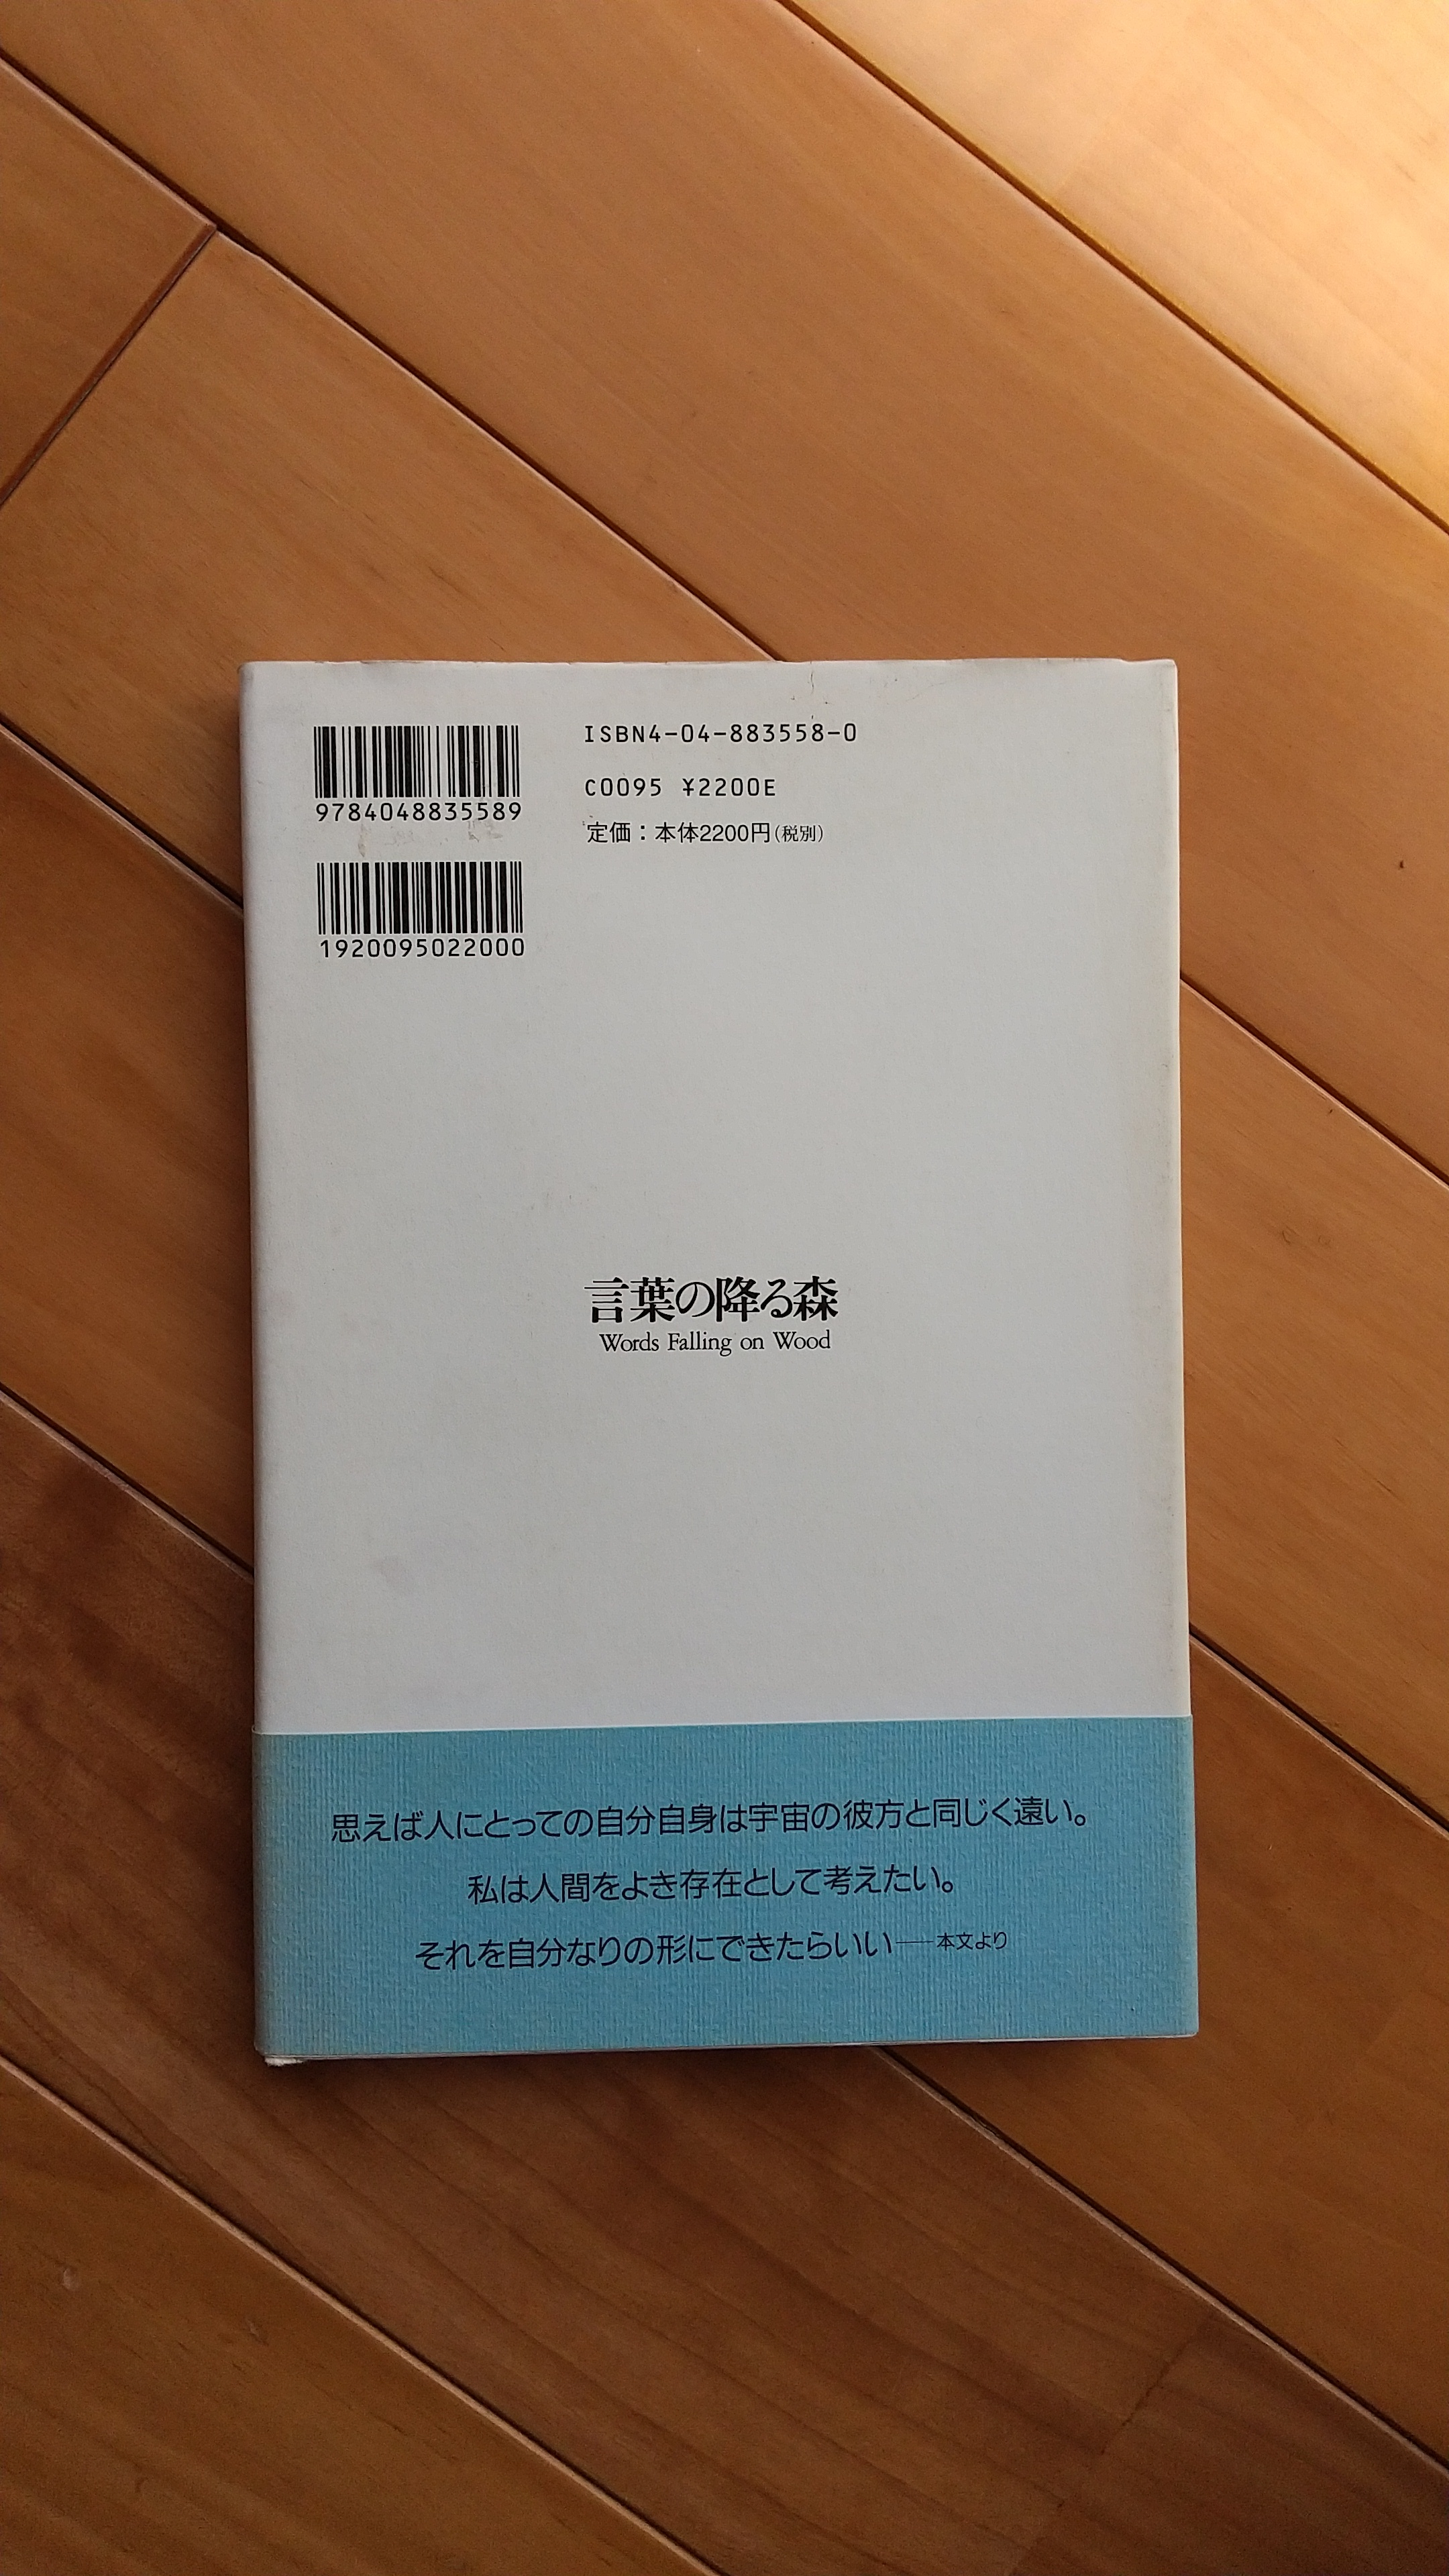 9784048835589
1920095022000
ISBN4-04-883558-0
C0095 ¥2200E
定価：本体2200円（税別）
言葉の降る森
Words Falling on Wood
思えば人にとっての自分自身は宇宙の彼方と同じく遠い。
私は人間をよき存在として考えたい。
それを自分なりの形にできたらいい――本文より